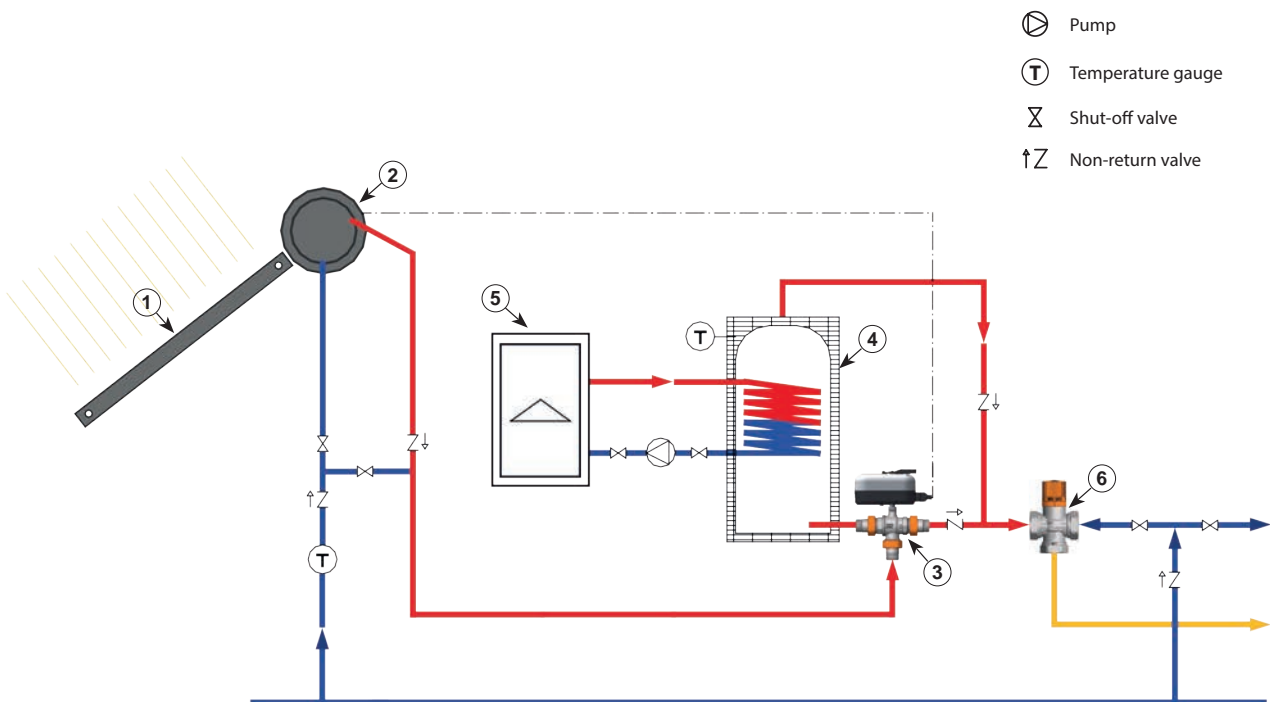 Pump
T Temperature gauge
Shut-off valve
Non-return valve
2
1
5
T
4
6
3
T